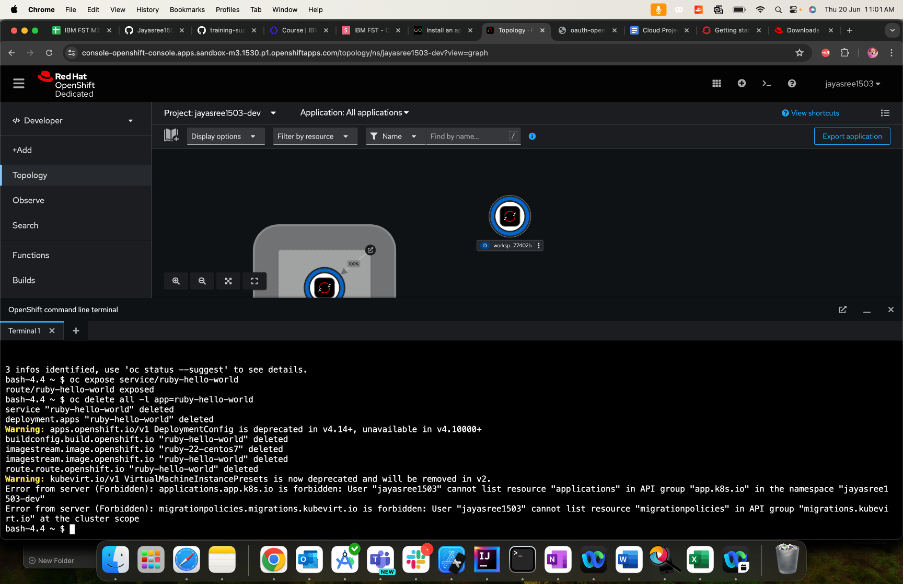 Chrome File Edit View History Bookmarks Profiles Tab Window Help Thu 20 Jun 11:01 AM
IBM FST M training-su Course | IB IBM FST - C Install an ap Topology oauth-open Cloud Proje Getting sta Downloads
console-openshift-console.apps.sandbox-m3.1530.p1.openshiftapps.com/topology/ns/jayasree1503-dev?view=graph
Red Hat
OpenShift
Dedicated
jayasree1503
Developer
Project: jayasree1503-dev Application: All applications View shortcuts
Display options Filter by resource Name Find by name... / Export application
+Add
Topology
Observe
Search
Functions
Builds
100%
OpenShift command line terminal
Terminal 1
3 infos identified, use 'oc status --suggest' to see details.
bash-4.4 ~ $ oc expose service/ruby-hello-world
route/ruby-hello-world exposed
bash-4.4 ~ $ oc delete all -l app=ruby-hello-world
service "ruby-hello-world" deleted
deployment.apps "ruby-hello-world" deleted
Warning: apps.openshift.io/v1 DeploymentConfig is deprecated in v4.14+, unavailable in v4.10000+
buildconfig.build.openshift.io "ruby-hello-world" deleted
imagestream.image.openshift.io "ruby-22-centos7" deleted
imagestream.image.openshift.io "ruby-hello-world" deleted
route.route.openshift.io "ruby-hello-world" deleted
Warning: kubevirt.io/v1 VirtualMachineInstancePresets is now deprecated and will be removed in v2.
Error from server (Forbidden): applications.app.k8s.io is forbidden: User "jayasree1503" cannot list resource "applications" in API group "app.k8s.io" in the namespace "jayasree1
503-dev"
Error from server (Forbidden): migrationpolicies.migrations.kubevirt.io is forbidden: User "jayasree1503" cannot list resource "migrationpolicies" in API group "migrations.kubevi
rt.io" at the cluster scope
bash-4.4 ~ $
New Folder
NEW